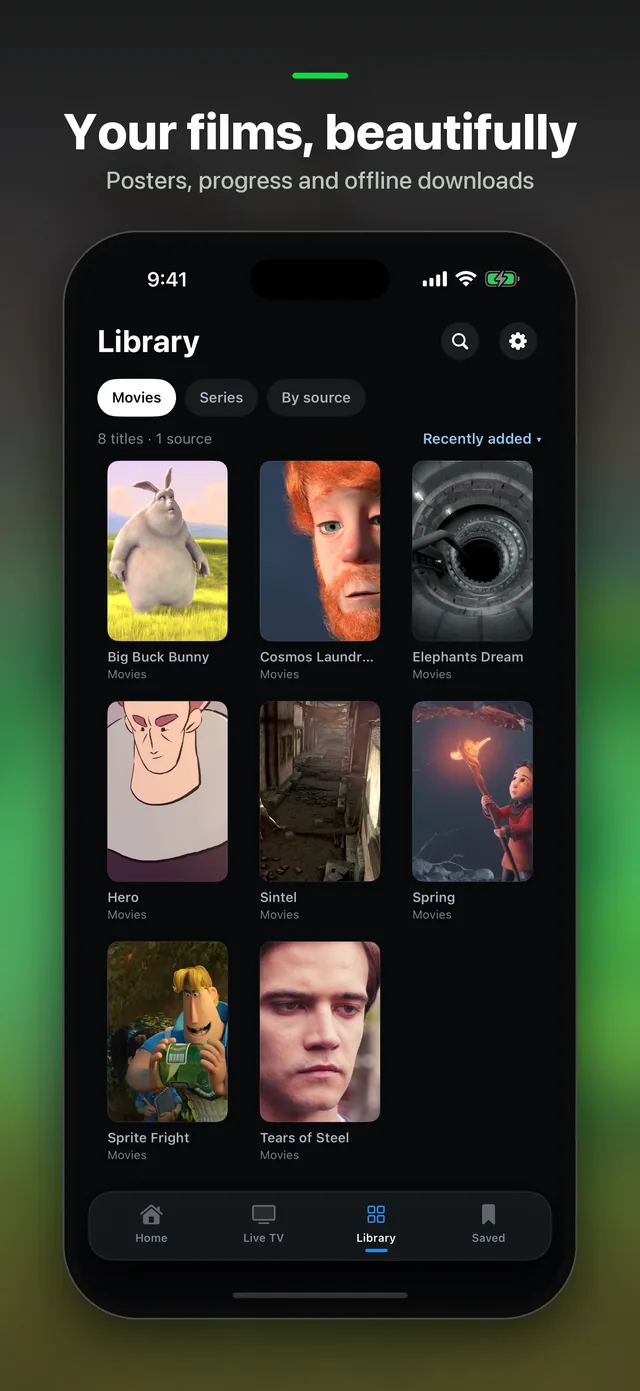 Your films, beautifully
Posters, progress and offline downloads
9:41
Library
Movies Series By source
8 titles · 1 source Recently added ▾
Big Buck Bunny Cosmos Laundr... Elephants Dream
Movies Movies Movies
Hero Sintel Spring
Movies Movies Movies
Sprite Fright Tears of Steel
Movies Movies
Home Live TV Library Saved